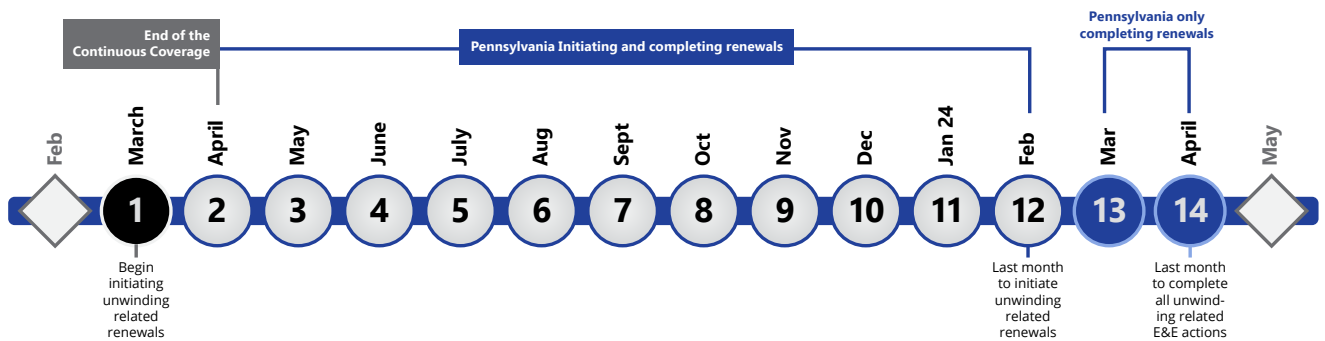 End of the
Continuous Coverage
Pennsylvania Initiating and completing renewals
Pennsylvania only
completing renewals
Feb
March
April
May
June
July
Aug
Sept
Oct
Nov
Dec
Jan 24
Feb
Mar
April
May
1
2
3
4
5
6
7
8
9
10
11
12
13
14
Begin
initiating
unwinding
related
renewals
Last month
to initiate
unwinding
related
renewals
Last month
to complete
all unwind-
ing related
E&E actions